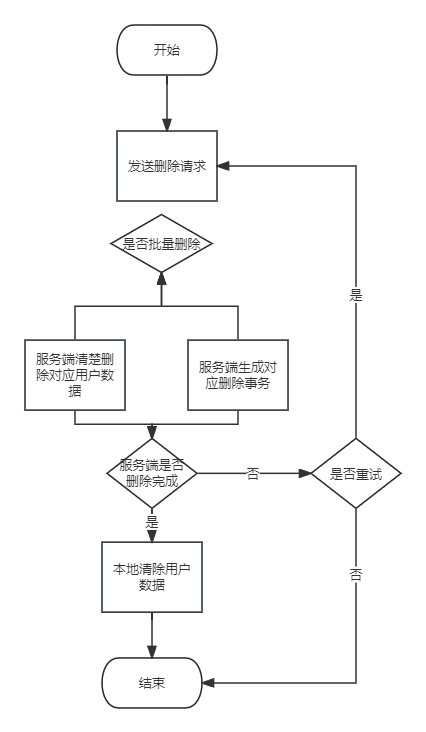 开始
发送删除请求
是
是否批量删除
服务端清楚删
除对应用户数
据
服务端生成对
应删除事务
服务端是否
删除完成
否
是否重试
是
本地清除用户
数据
否
结束